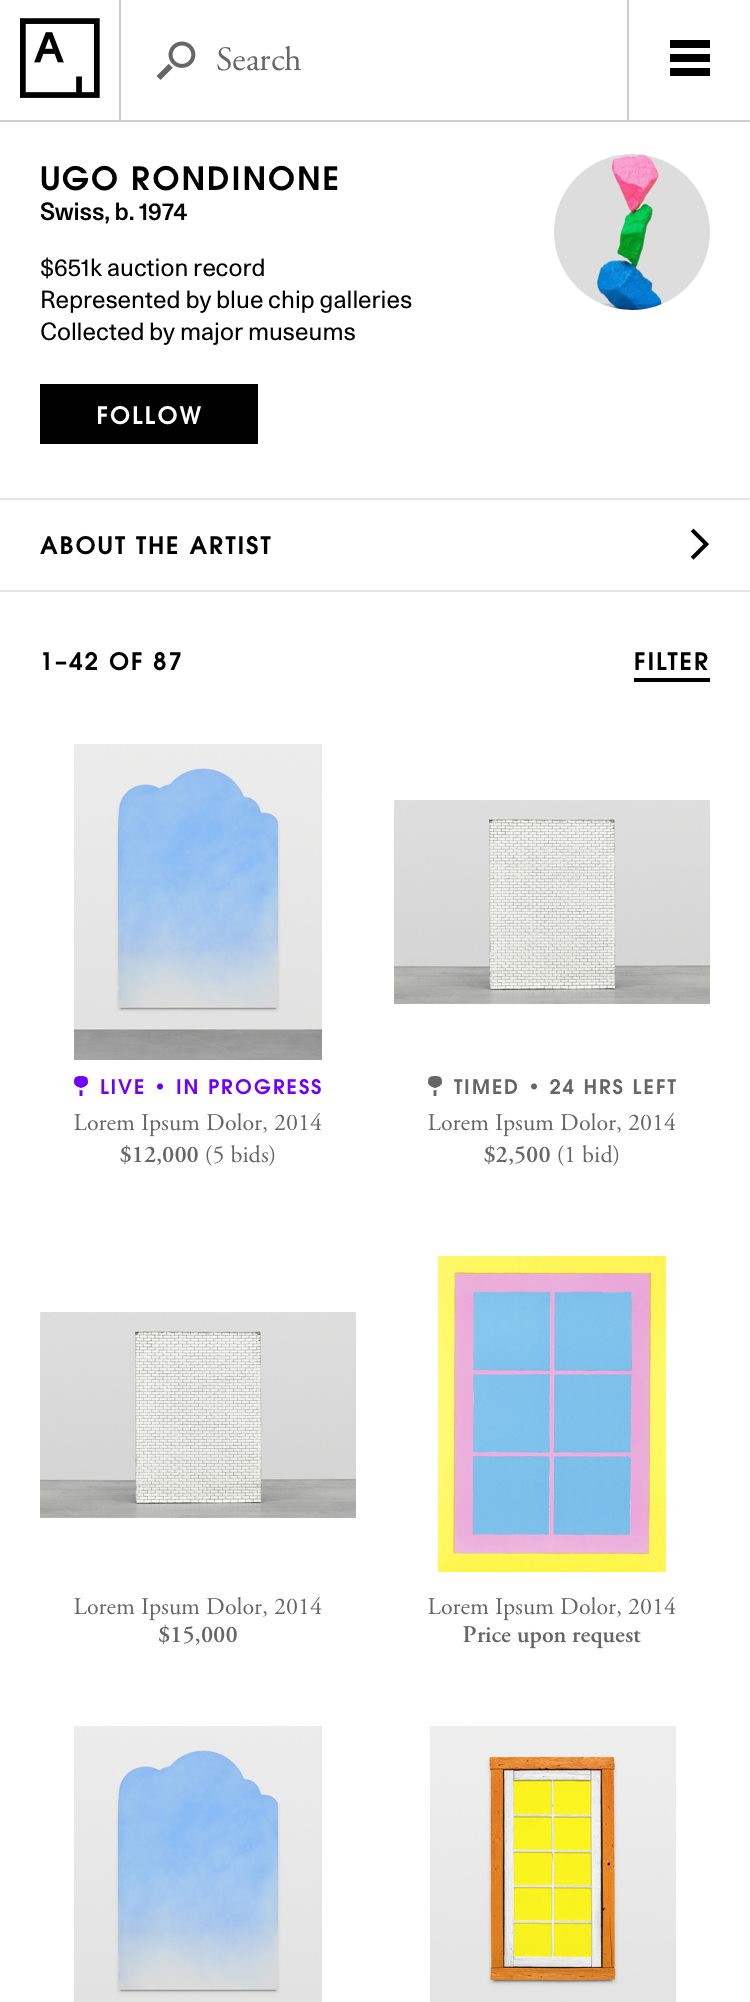 A
Search
UGO RONDINONE
Swiss, b. 1974
$651k auction record
Represented by blue chip galleries
Collected by major museums
FOLLOW
ABOUT THE ARTIST
1–42 OF 87
FILTER
LIVE • IN PROGRESS
Lorem Ipsum Dolor, 2014
$12,000 (5 bids)
TIMED • 24 HRS LEFT
Lorem Ipsum Dolor, 2014
$2,500 (1 bid)
Lorem Ipsum Dolor, 2014
$15,000
Lorem Ipsum Dolor, 2014
Price upon request